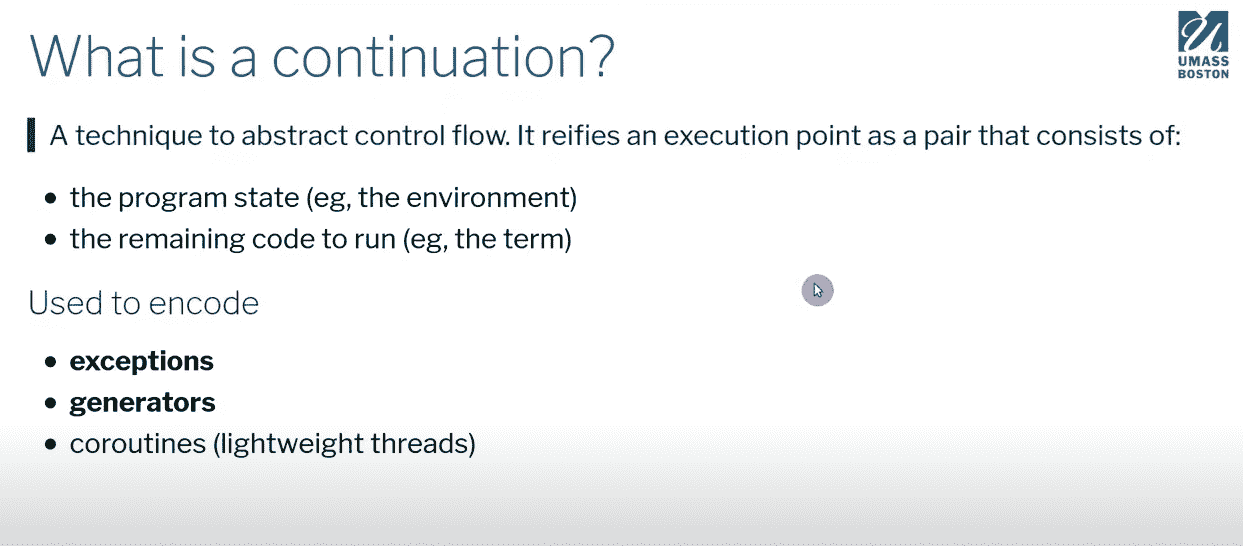 What is a continuation?
UMASS
BOSTON
A technique to abstract control flow. It reifies an execution point as a pair that consists of:
• the program state (eg, the environment)
• the remaining code to run (eg, the term)
Used to encode
• exceptions
• generators
• coroutines (lightweight threads)